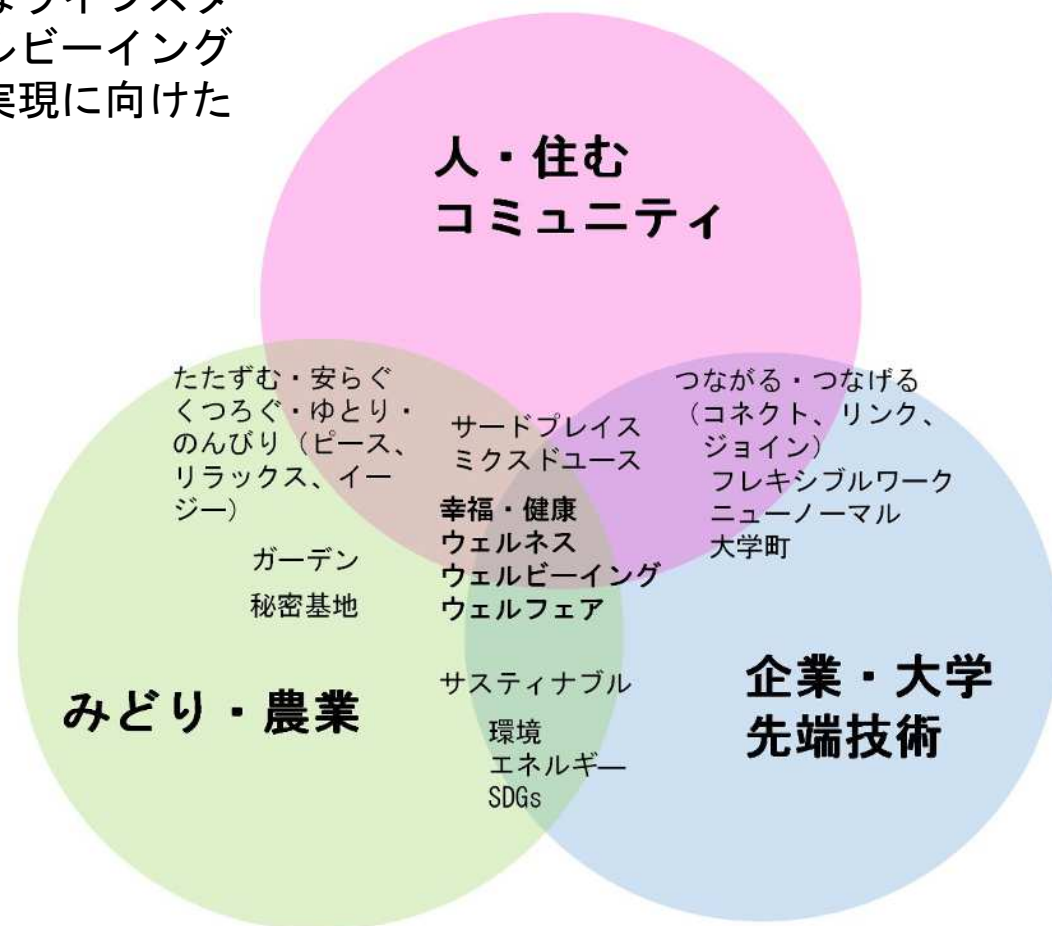 なライフスタ
ルビーイング
実現に向けた
人・住む
コミュニティ
たたずむ・安らぐ
くつろぐ・ゆとり・
のんびり（ピース、
リラックス、イー
ジー）
ガーデン
秘密基地
サードプレイス
ミクスドユース
幸福・健康
ウェルネス
ウェルビーイング
ウェルフェア
つながる・つなげる
（コネクト、リンク、
ジョイン）
フレキシブルワーク
ニューノーマル
大学町
みどり・農業
サスティナブル
環境
エネルギ―
SDGs
企業・大学
先端技術